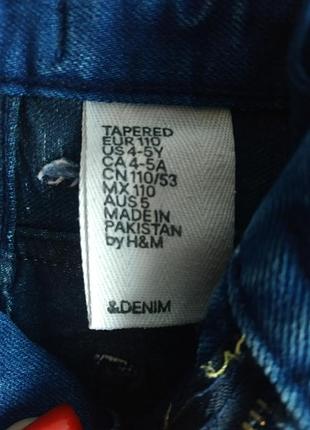 TAPERED
EUR 110
US 4-5Y
CA 4-5A
CN 110/53
MX 110
AUS 5
MADE IN
PAKISTAN
by H&M
&DENIM